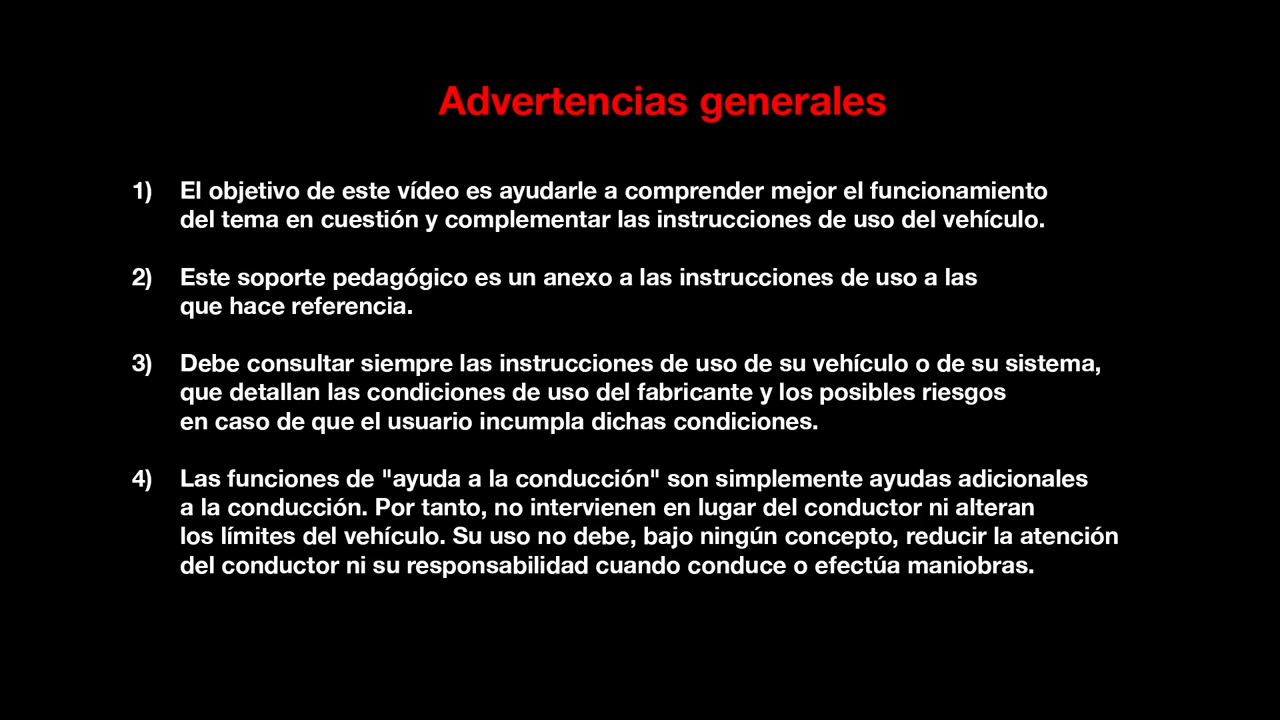 Advertencias generales
1) El objetivo de este vídeo es ayudarle a comprender mejor el funcionamiento
del tema en cuestión y complementar las instrucciones de uso del vehículo.
2) Este soporte pedagógico es un anexo a las instrucciones de uso a las
que hace referencia.
3) Debe consultar siempre las instrucciones de uso de su vehículo o de su sistema,
que detallan las condiciones de uso del fabricante y los posibles riesgos
en caso de que el usuario incumpla dichas condiciones.
4) Las funciones de "ayuda a la conducción" son simplemente ayudas adicionales
a la conducción. Por tanto, no intervienen en lugar del conductor ni alteran
los límites del vehículo. Su uso no debe, bajo ningún concepto, reducir la atención
del conductor ni su responsabilidad cuando conduce o efectúa maniobras.